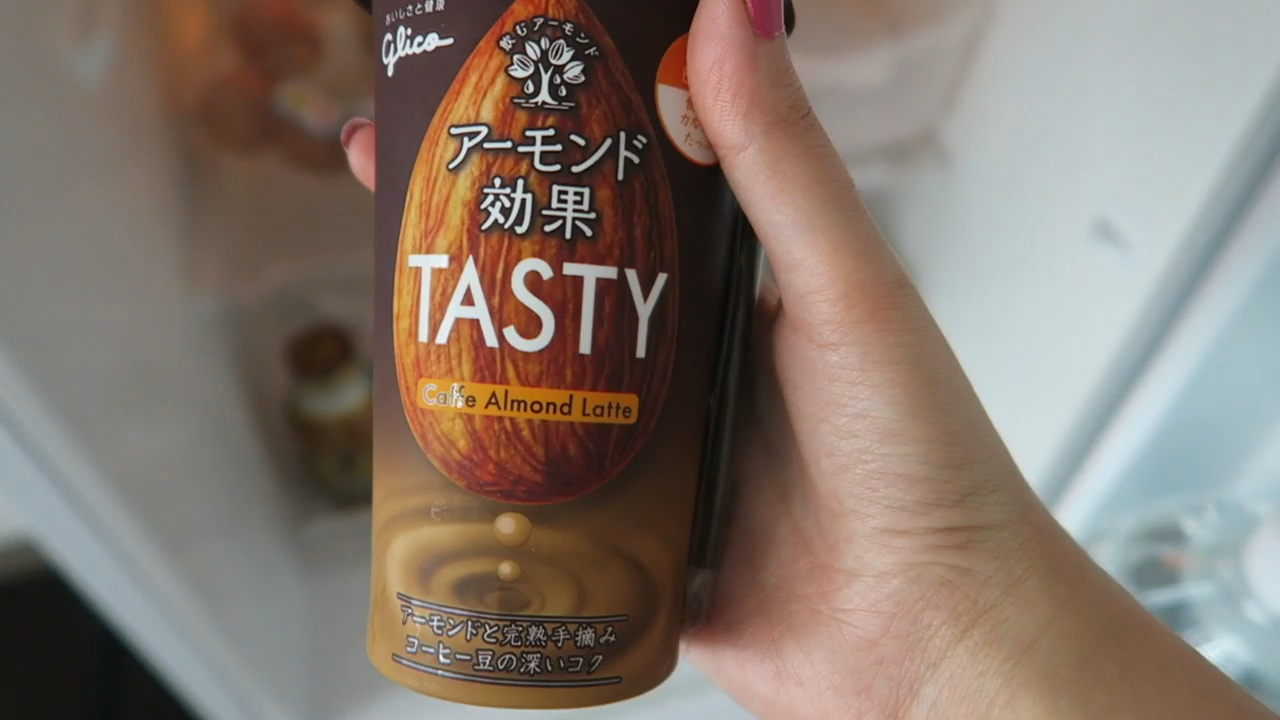 おいしさと健康
glico
飲むアーモンド
アーモンド
効果
TASTY
Caffe Almond Latte
アーモンドと完熟手摘み
コーヒー豆の深いコク